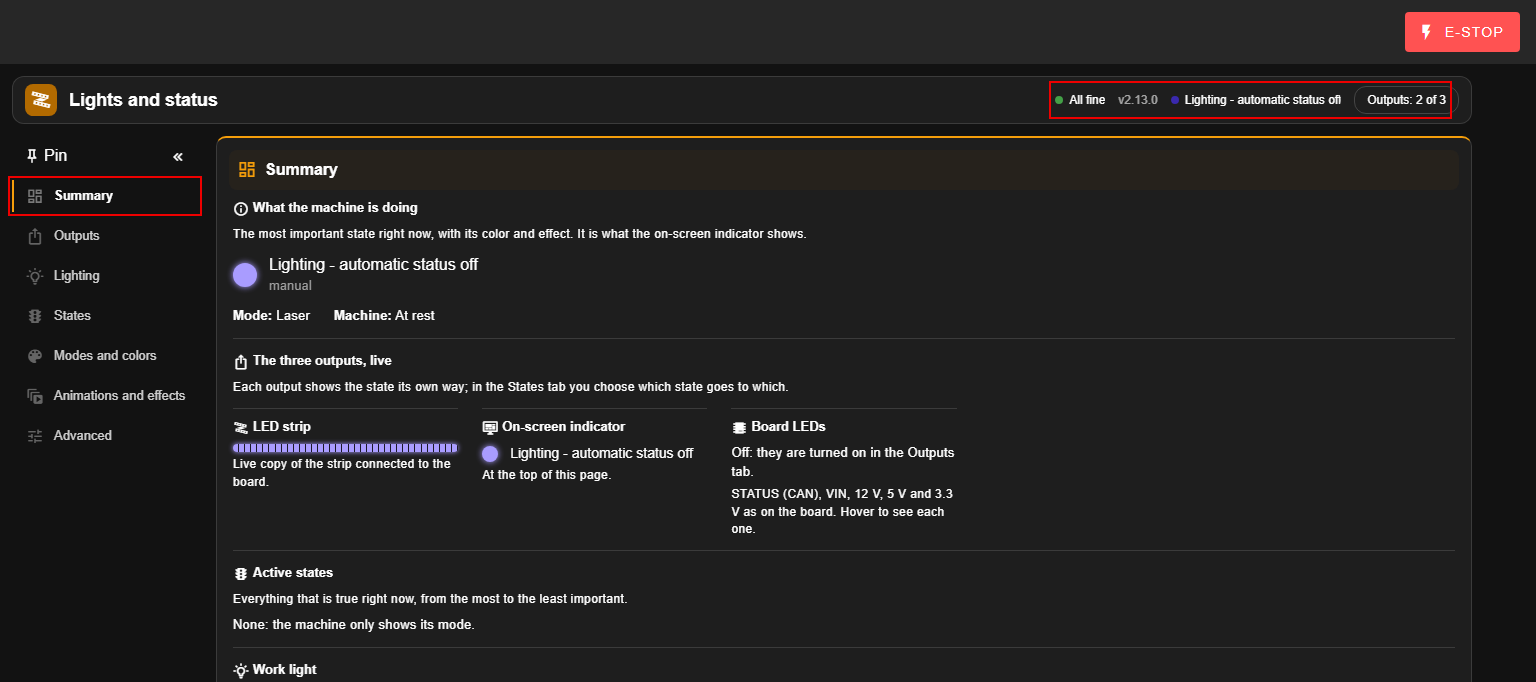 E-STOP
Lights and status
All fine v2.13.0 Lighting - automatic status off Outputs: 2 of 3
Pin
Summary
Outputs
Lighting
States
Modes and colors
Animations and effects
Advanced
Summary
What the machine is doing
The most important state right now, with its color and effect. It is what the on-screen indicator shows.
Lighting - automatic status off
manual
Mode: Laser Machine: At rest
The three outputs, live
Each output shows the state its own way; in the States tab you choose which state goes to which.
LED strip
Live copy of the strip connected to the
board.
On-screen indicator
Lighting - automatic status off
At the top of this page.
Board LEDs
Off: they are turned on in the Outputs
tab.
STATUS (CAN), VIN, 12 V, 5 V and 3.3
V as on the board. Hover to see each
one.
Active states
Everything that is true right now, from the most to the least important.
None: the machine only shows its mode.
Work light